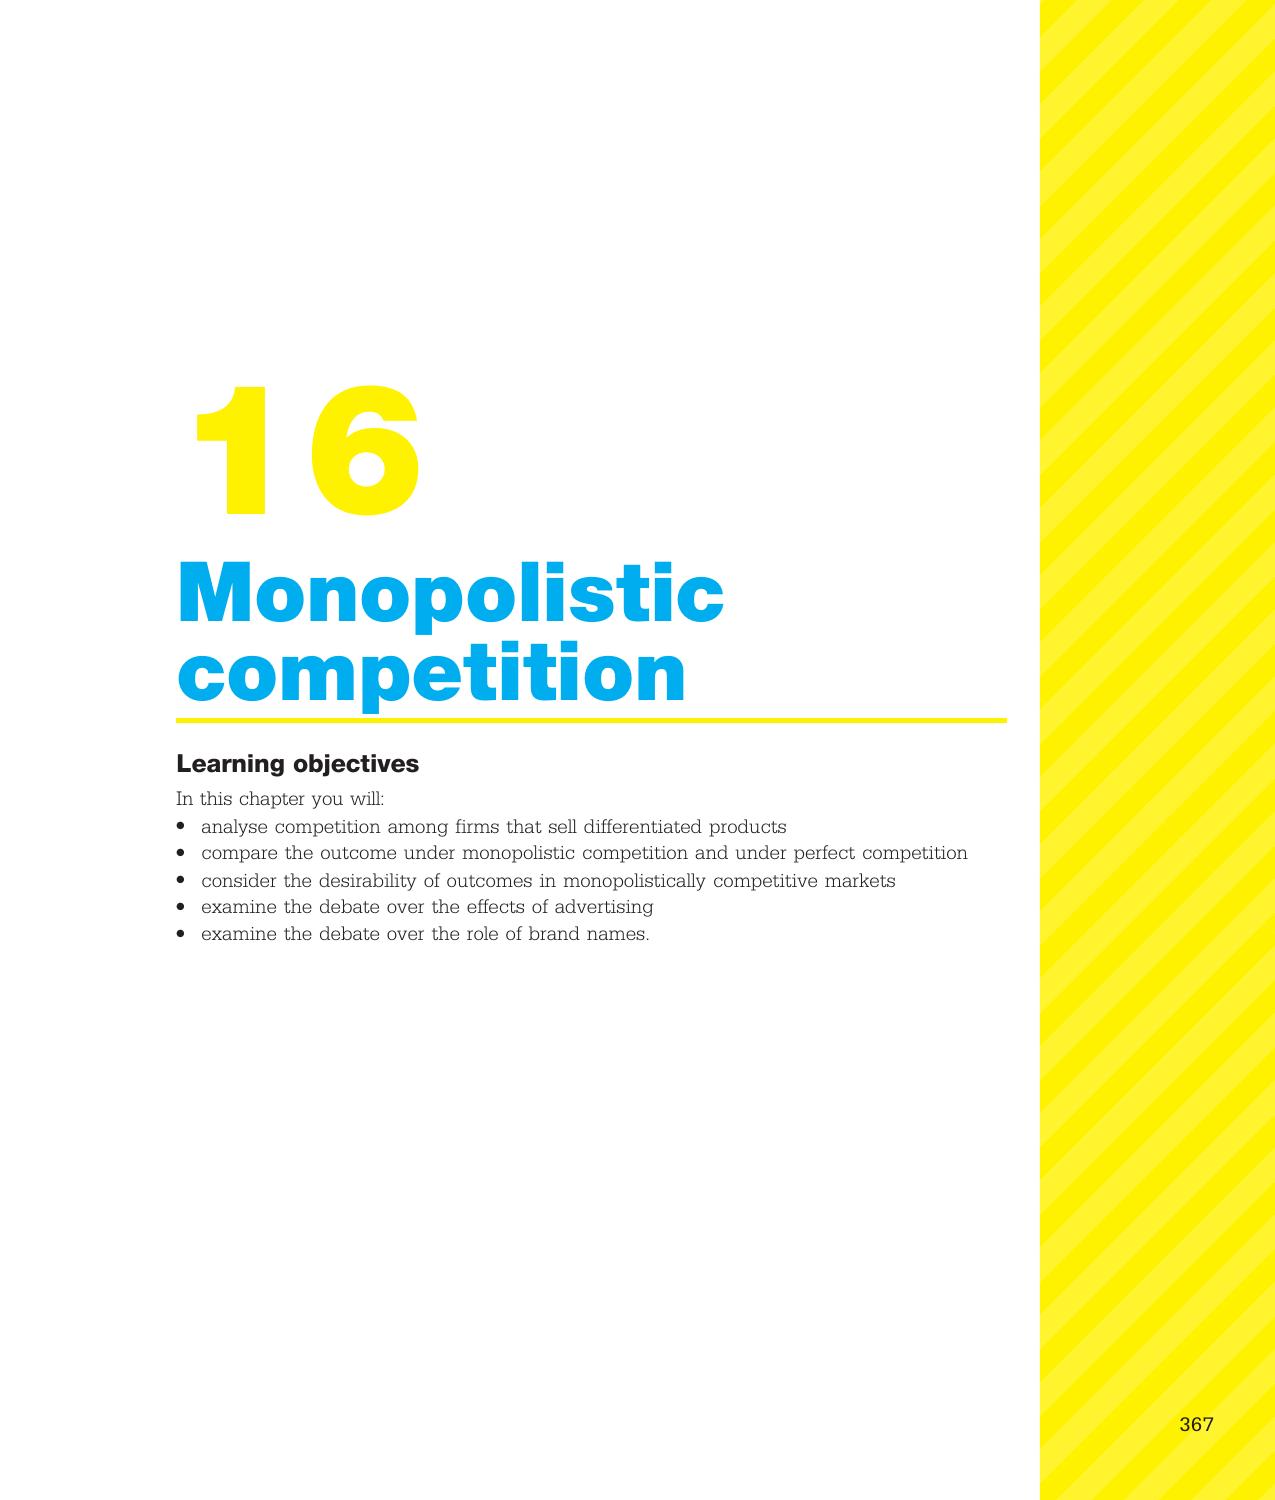 16
Monopolistic
competition
Learning objectives
In this chapter you will:
• analyse competition among firms that sell differentiated products
• compare the outcome under monopolistic competition and under perfect competition
• consider the desirability of outcomes in monopolistically competitive markets
• examine the debate over the effects of advertising
• examine the debate over the role of brand names.
367